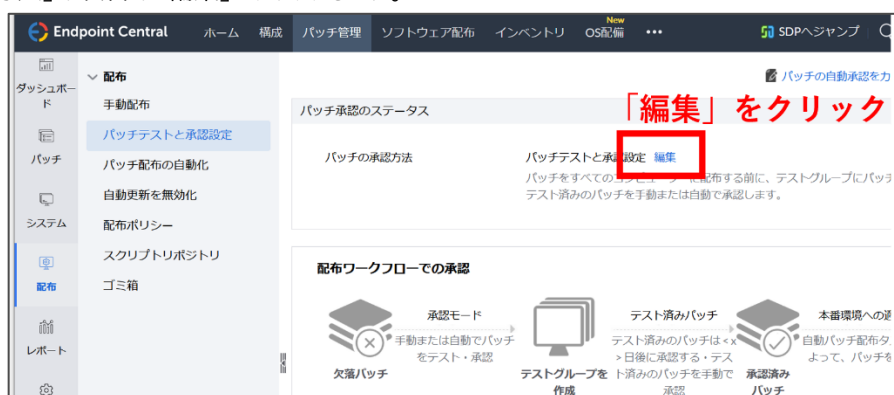 Endpoint Central
ホーム
構成
パッチ管理
ソフトウェア配布
インベントリ
New
OS配備
•••
SDPへジャンプ
ダッシュボー
ド
パッチ
システム
配布
レポート
配布
手動配布
パッチテストと承認設定
パッチ配布の自動化
自動更新を無効化
配布ポリシー
スクリプトリポジトリ
ゴミ箱
パッチの自動承認を
パッチ承認のステータス
「編集」をクリック
パッチの承認方法
パッチテストと承認設定 編集
パッチをすべてのコンピューターに配布する前に、テストグループにパッチ
テスト済みのパッチを手動または自動で承認します。
配布ワークフローでの承認
欠落パッチ
承認モード
手動または自動でパッチ
をテスト・承認
テストグループを
作成
テスト済みパッチ
テスト済みのパッチは<x
>日後に承認する・テス
ト済みのパッチを手動で
承認
承認済み
パッチ
本番環境への
自動パッチ配布タ
よって、パッチを